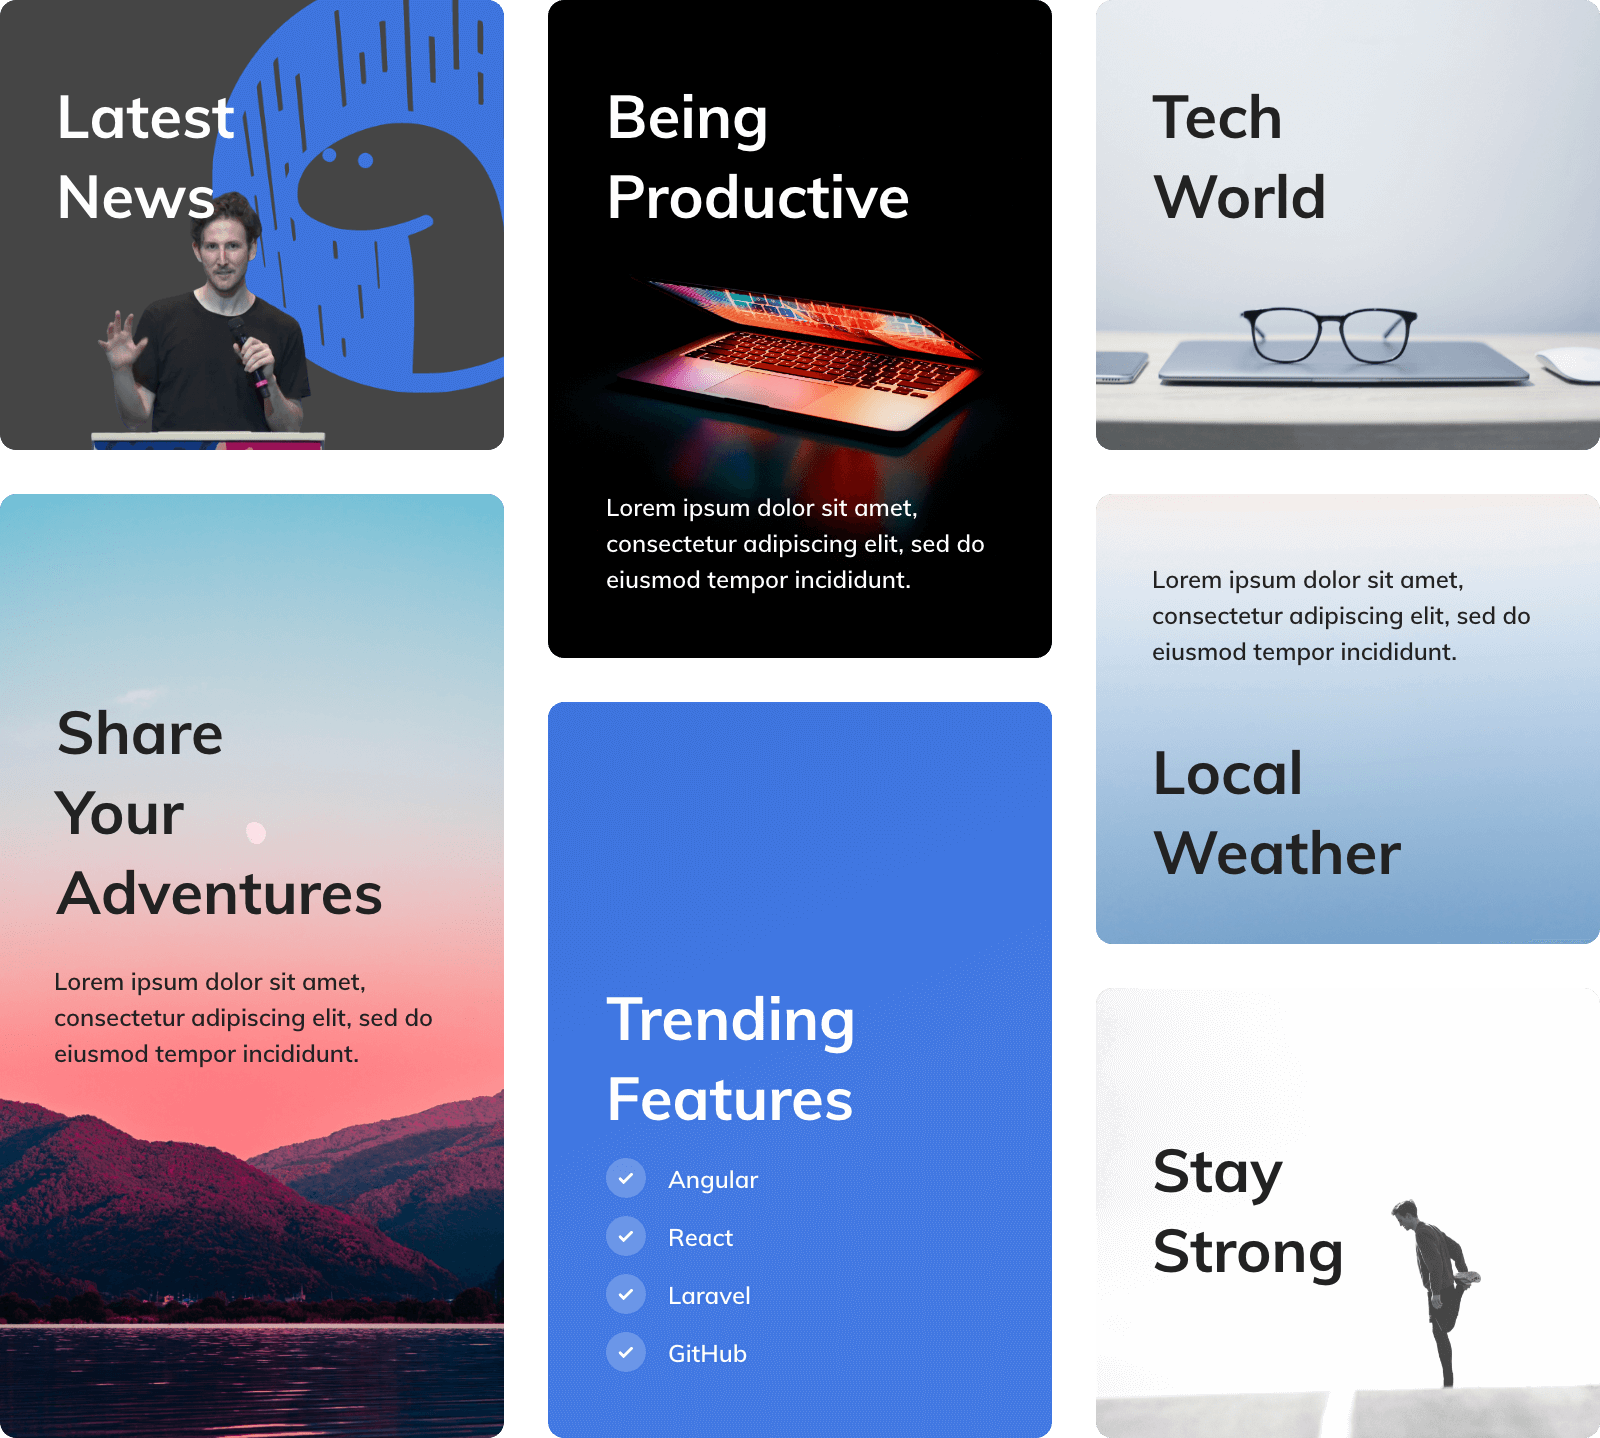 Latest
News
Share
Your
Adventures
Lorem ipsum dolor sit amet,
consectetur adipiscing elit, sed do
eiusmod tempor incididunt.
Being
Productive
Lorem ipsum dolor sit amet,
consectetur adipiscing elit, sed do
eiusmod tempor incididunt.
Trending
Features
Angular
React
Laravel
GitHub
Tech
World
Lorem ipsum dolor sit amet,
consectetur adipiscing elit, sed do
eiusmod tempor incididunt.
Local
Weather
Stay
Strong